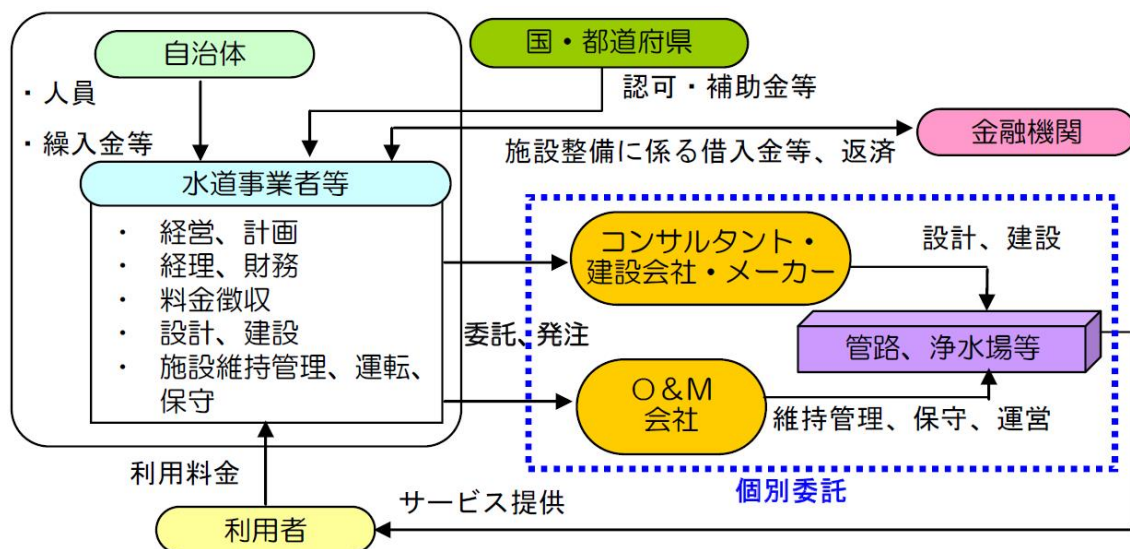 自治体
・人員
・繰入金等
国・都道府県
認可・補助金等
金融機関
施設整備に係る借入金等、返済
水道事業者等
・ 経営、計画
・ 経理、財務
・ 料金徴収
・ 設計、建設
・ 施設維持管理、運転、
保守
委託、発注
コンサルタント・
建設会社・メーカー
設計、建設
管路、浄水場等
O&M
会社
維持管理、保守、運営
個別委託
利用料金
サービス提供
利用者